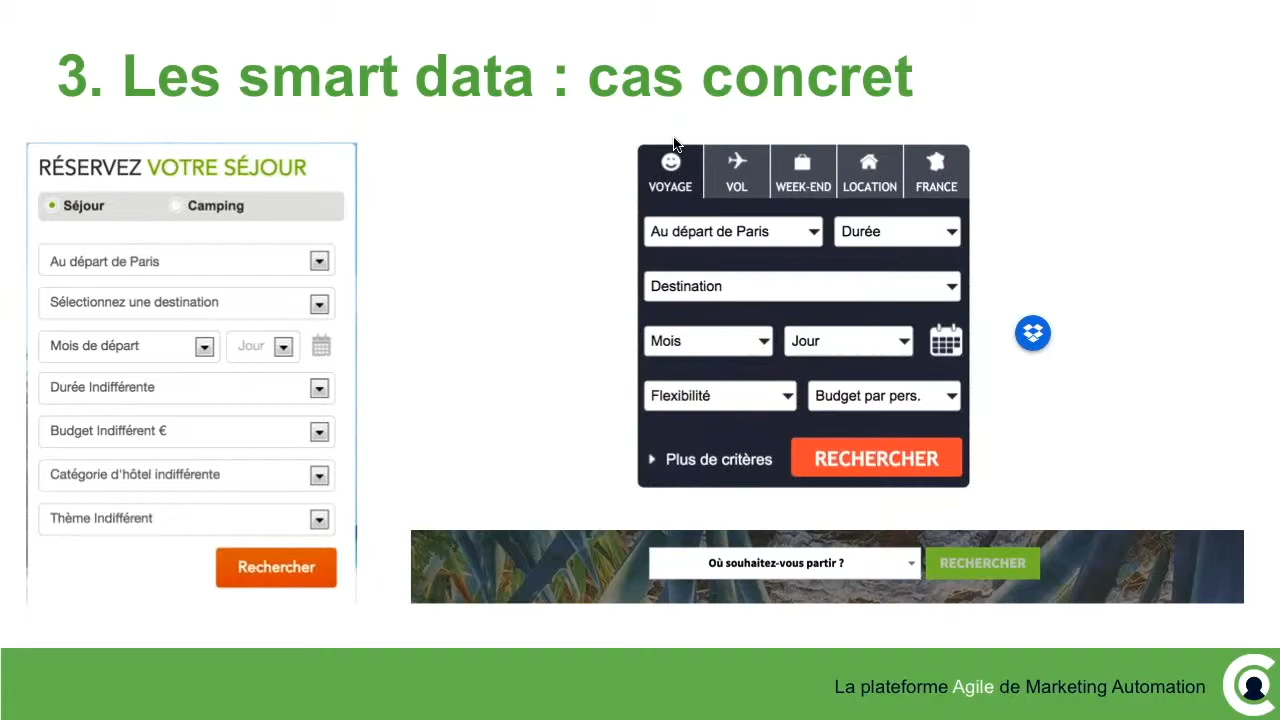 3. Les smart data : cas concret
RÉSERVEZ VOTRE SÉJOUR
Séjour Camping
Au départ de Paris
Sélectionnez une destination
Mois de départ Jour
Durée Indifférente
Budget Indifférent €
Catégorie d'hôtel indifférente
Thème Indifférent
Rechercher
VOYAGE VOL WEEK-END LOCATION FRANCE
Au départ de Paris Durée
Destination
Mois Jour
Flexibilité Budget par pers.
Plus de critères RECHERCHER
Où souhaitez-vous partir ? RECHERCHER
La plateforme Agile de Marketing Automation